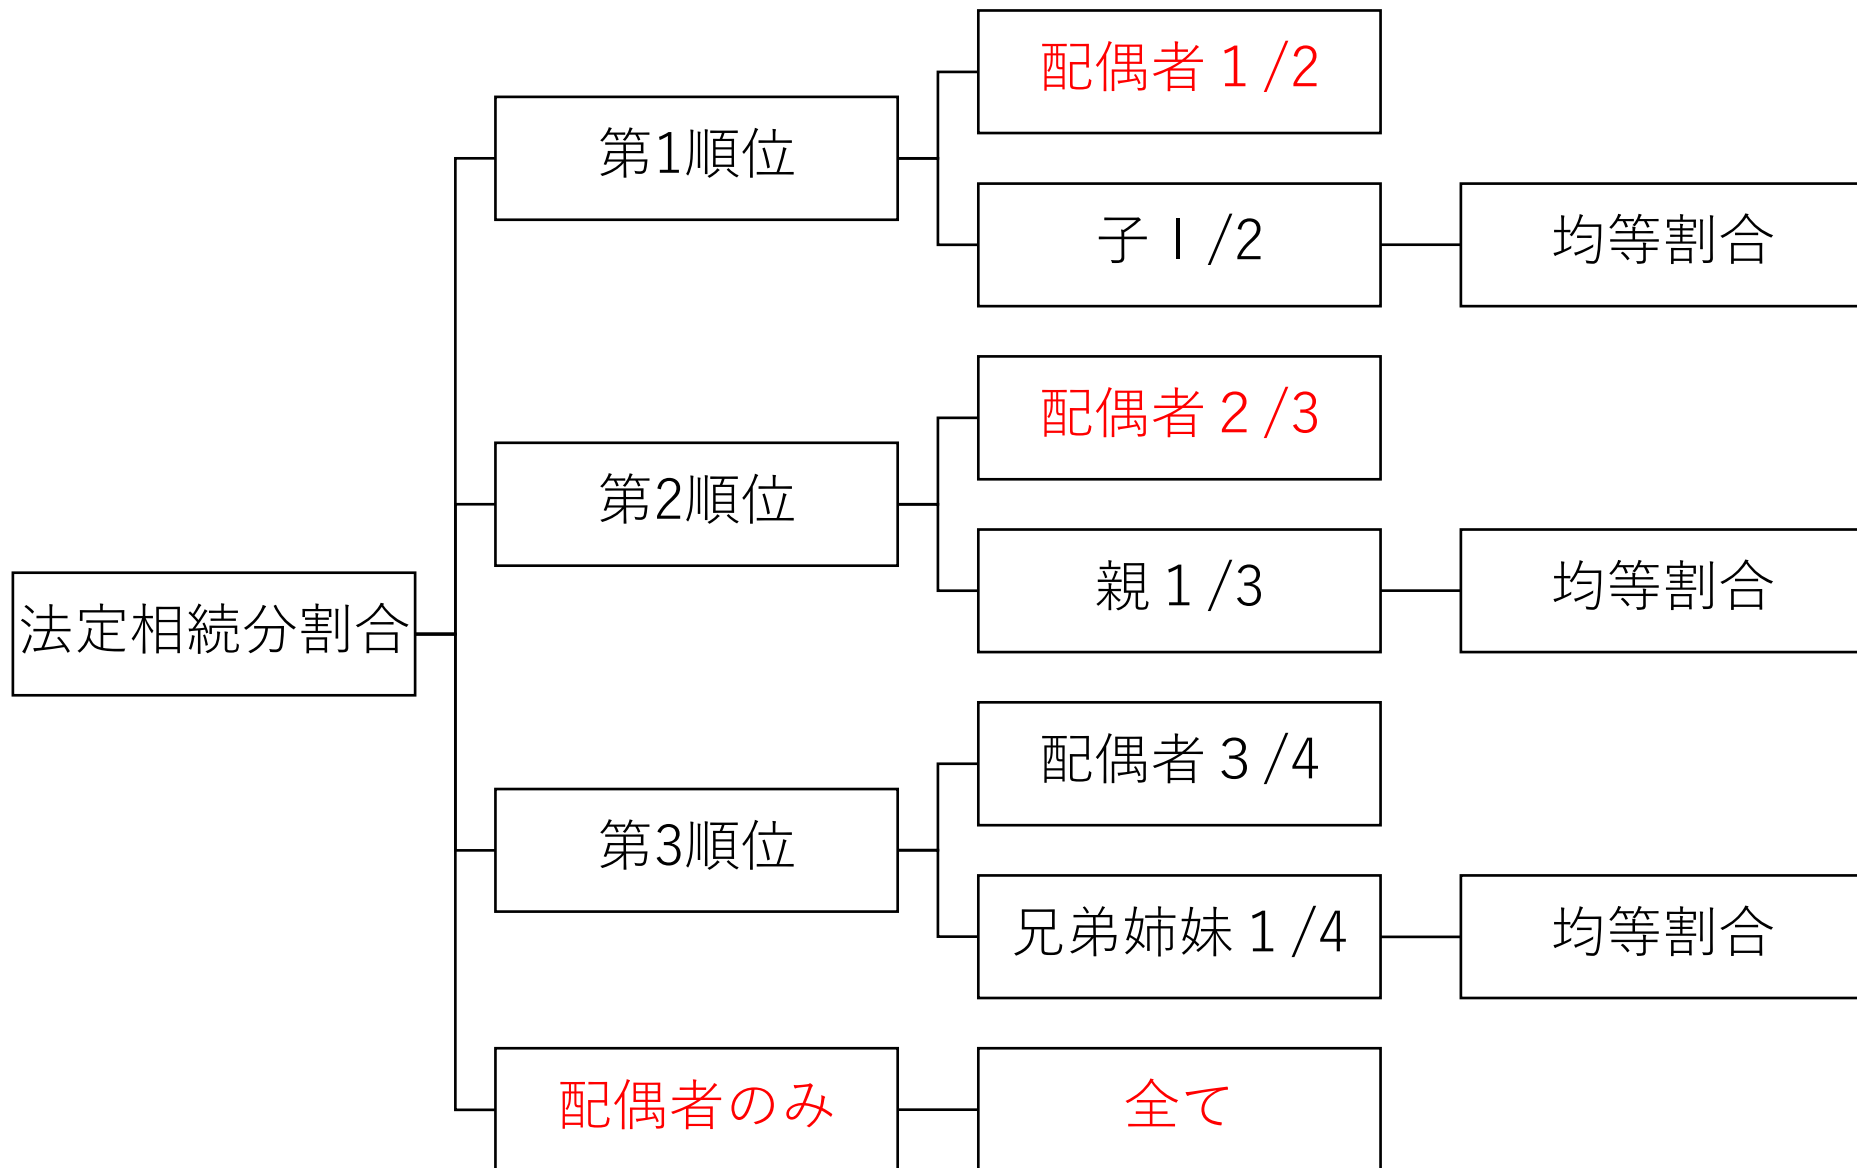 法定相続分割合
第1順位
配偶者 1 /2
子 I /2
均等割合
第2順位
配偶者 2 /3
親 1 /3
均等割合
第3順位
配偶者 3 /4
兄弟姉妹 1 /4
均等割合
配偶者のみ
全て